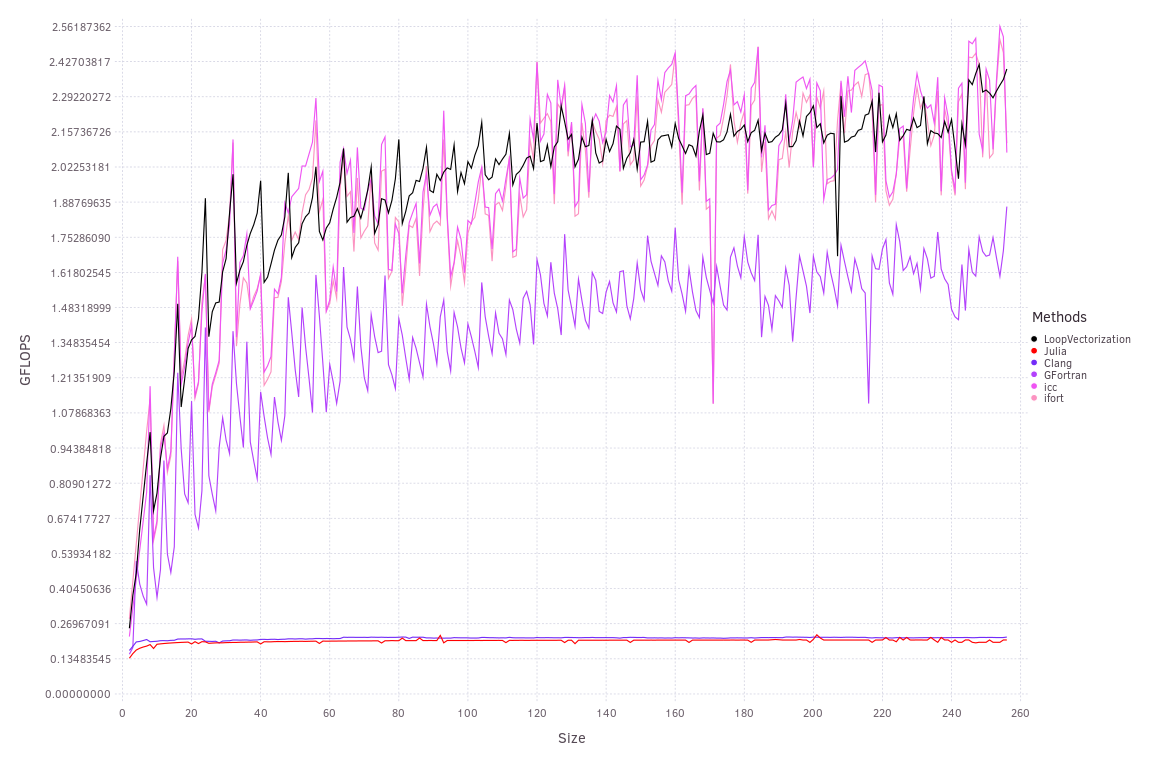 2.56187362
2.42703817
2.29220272
2.15736726
2.02253181
1.88769635
1.75286090
1.61802545
1.48318999
1.34835454
1.21351909
1.07868363
0.94384818
0.80901272
0.67417727
0.53934182
0.40450636
0.26967091
0.13483545
0.00000000
GFLOPS
0 20 40 60 80 100 120 140 160 180 200 220 240 260
Size
Methods
LoopVectorization
Julia
Clang
GFortran
icc
ifort